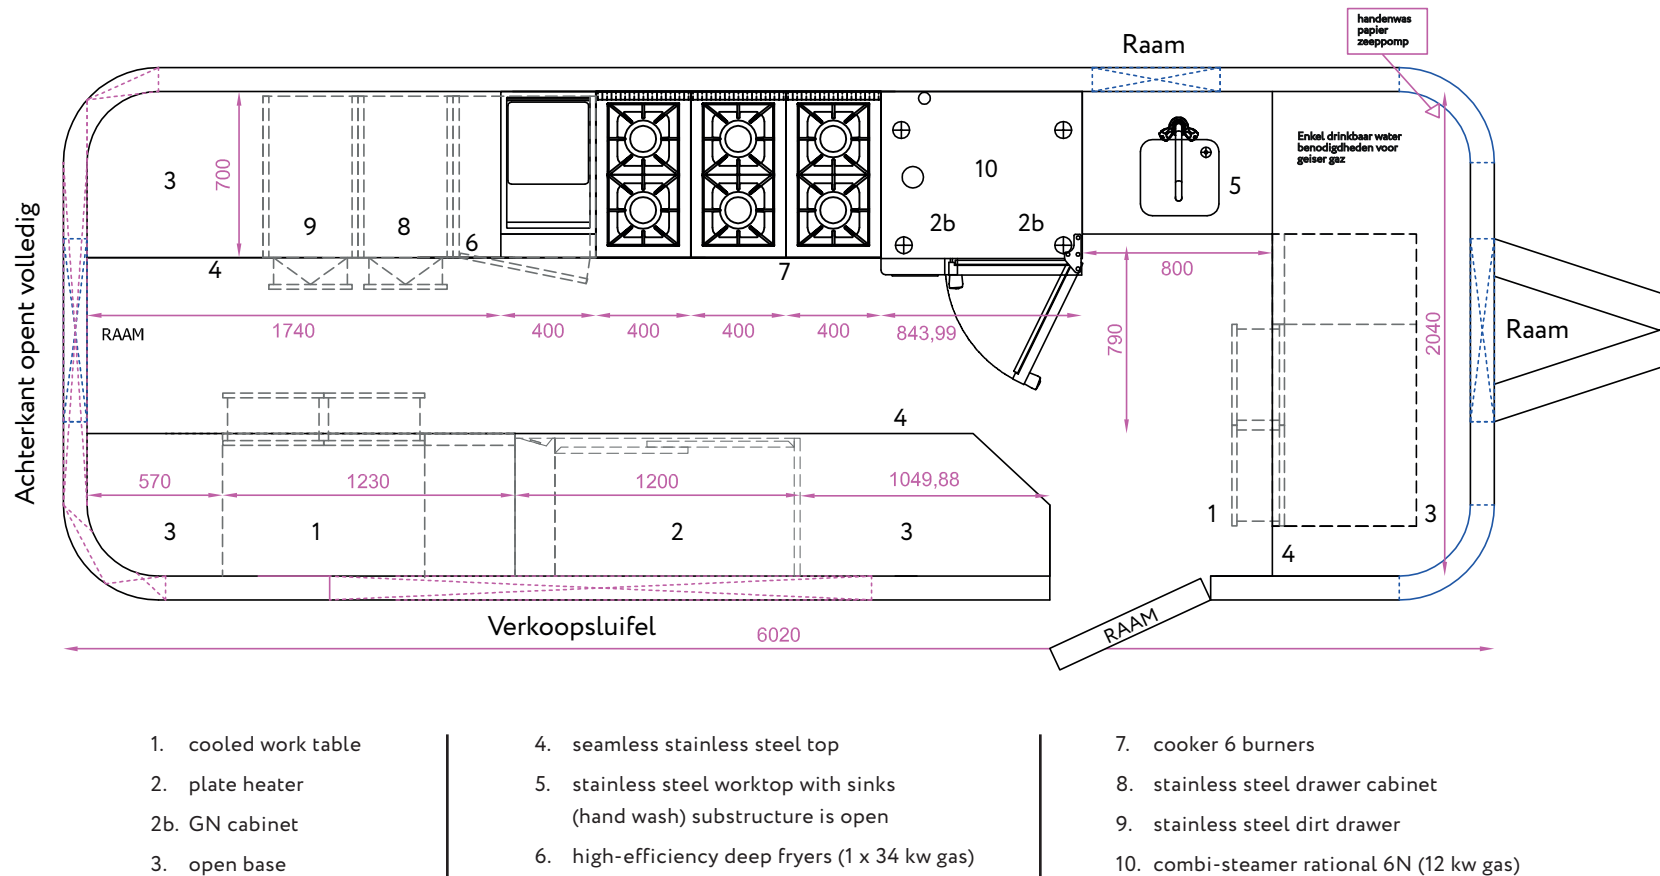 handenwas
papier
zeeppomp
Raam
Enkel drinkbaar water
benodigdheden voor
geiser gaz
3
700
9
8
6
10
2b
2b
5
4
7
800
Achterkant opent volledig
RAAM
1740
400
400
400
400
843,99
790
2040
Raam
4
570
1230
1200
1049,88
3
1
2
3
1
3
4
Verkoopsluifel
6020
RAAM
1. cooled work table
2. plate heater
2b. GN cabinet
3. open base
4. seamless stainless steel top
5. stainless steel worktop with sinks
(hand wash) substructure is open
6. high-efficiency deep fryers (1 x 34 kw gas)
7. cooker 6 burners
8. stainless steel drawer cabinet
9. stainless steel dirt drawer
10. combi-steamer rational 6N (12 kw gas)